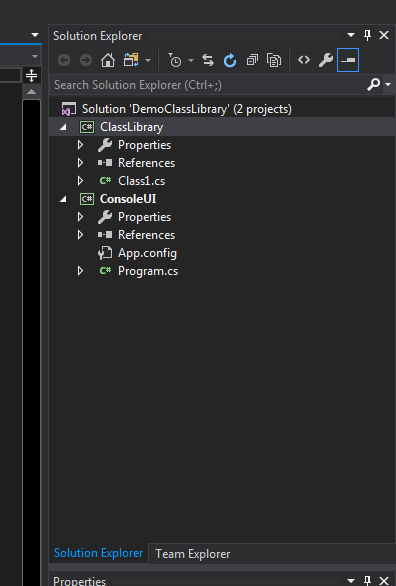 Solution Explorer
Search Solution Explorer (Ctrl+;)
Solution 'DemoClassLibrary' (2 projects)
C# ClassLibrary
Properties
References
C# Class1.cs
C# ConsoleUI
Properties
References
App.config
C# Program.cs
Solution Explorer Team Explorer
Properties